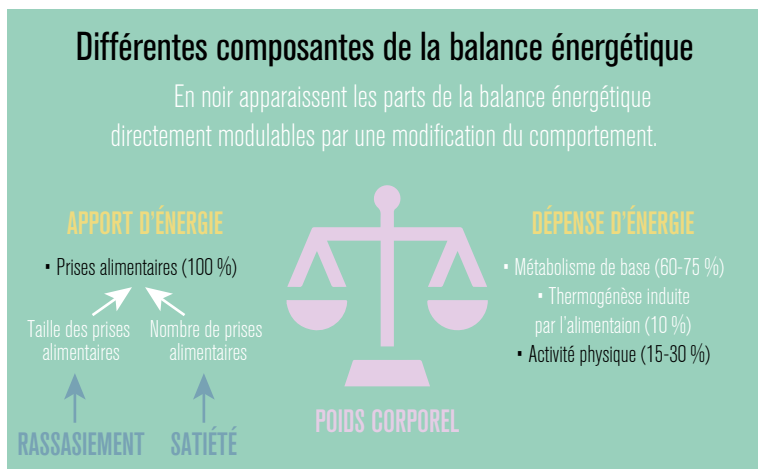 Différentes composantes de la balance énergétique
En noir apparaissent les parts de la balance énergétique
directement modulables par une modification du comportement.
APPORT D'ÉNERGIE
• Prises alimentaires (100 %)
Taille des prises
alimentaires
Nombre de prises
alimentaires
RASSASIEMENT
SATIÉTÉ
POIDS CORPOREL
DÉPENSE D'ÉNERGIE
• Métabolisme de base (60-75 %)
• Thermogénèse induite
par l'alimentaion (10 %)
• Activité physique (15-30 %)